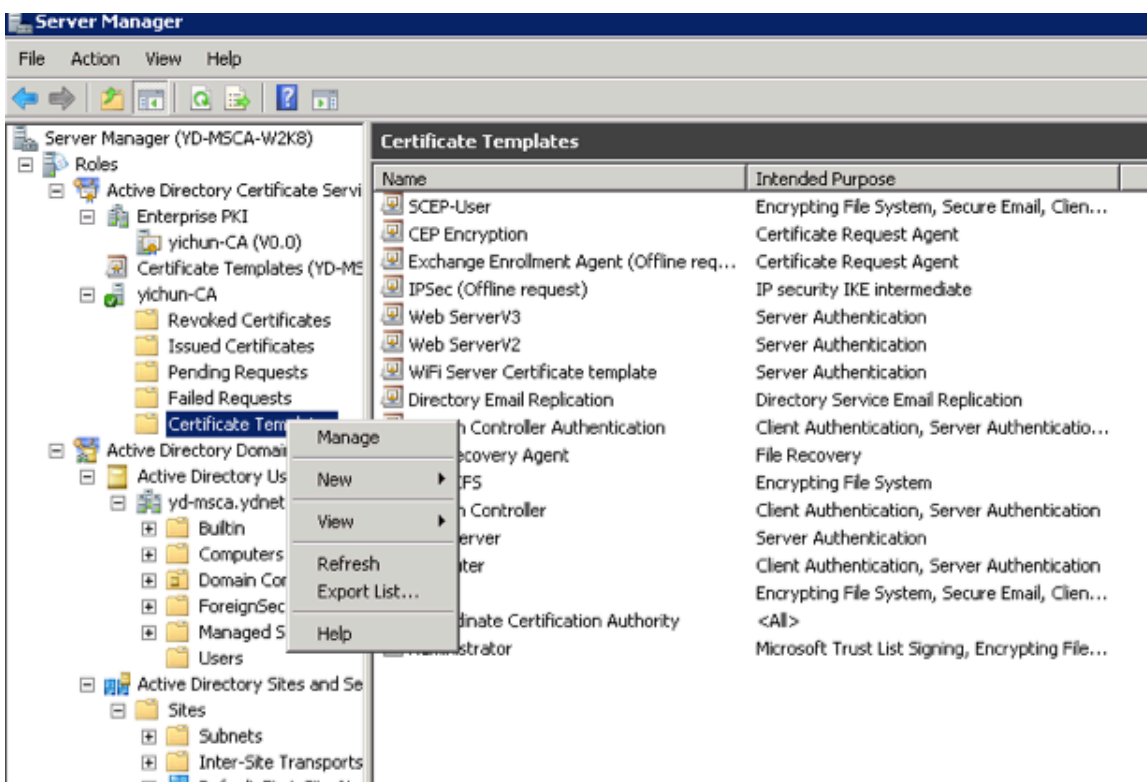 Server Manager
File Action View Help
Server Manager (YD-MSCA-W2K8)
Roles
Active Directory Certificate Servi
Enterprise PKI
yichun-CA (V0.0)
Certificate Templates (YD-MS
yichun-CA
Revoked Certificates
Issued Certificates
Pending Requests
Failed Requests
Certificate Tem
Active Directory Domai
Active Directory Us
yd-msca.ydnet
Builtin
Computers
Domain Cor
ForeignSec
Managed S
Users
Active Directory Sites and Se
Sites
Subnets
Inter-Site Transports
Manage
New
View
Refresh
Export List...
Help
Certificate Templates
Name Intended Purpose
SCEP-User Encrypting File System, Secure Email, Clien...
CEP Encryption Certificate Request Agent
Exchange Enrollment Agent (Offline req... Certificate Request Agent
IPSec (Offline request) IP security IKE intermediate
Web ServerV3 Server Authentication
Web ServerV2 Server Authentication
WiFi Server Certificate template Server Authentication
Directory Email Replication Directory Service Email Replication
Controller Authentication Client Authentication, Server Authenticatio...
ecovery Agent File Recovery
EFS Encrypting File System
Controller Client Authentication, Server Authentication
erver Server Authentication
ter Client Authentication, Server Authentication
Encrypting File System, Secure Email, Clien...
dinate Certification Authority <All>
istrator Microsoft Trust List Signing, Encrypting File...